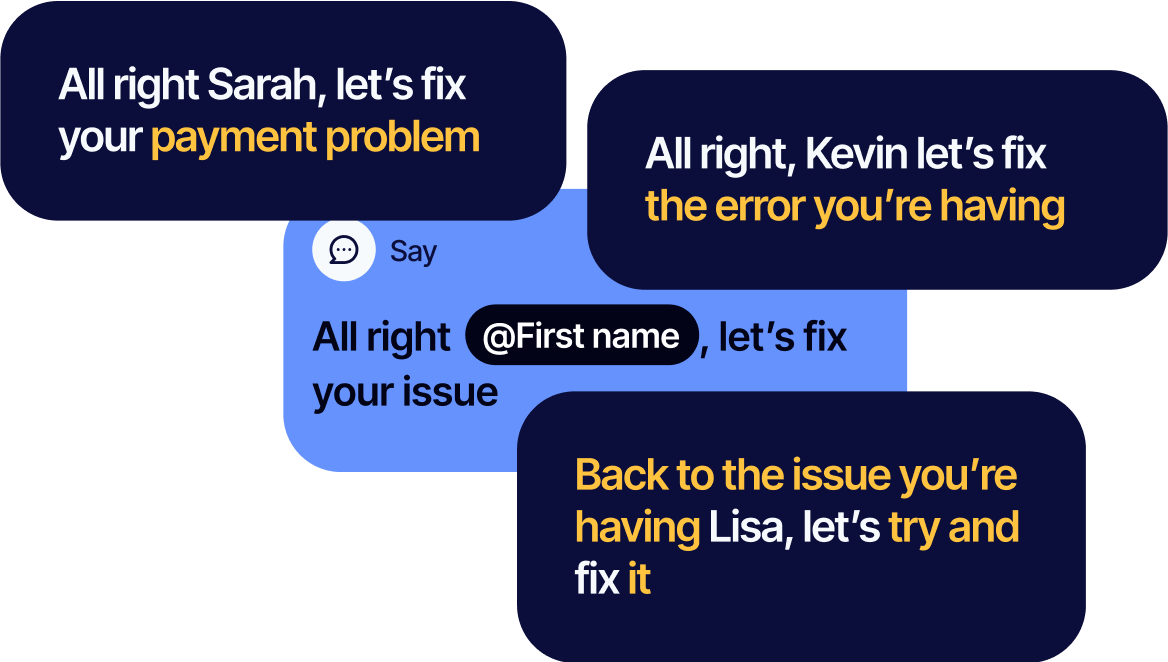 All right Sarah, let’s fix
your payment problem
All right, Kevin let’s fix
the error you’re having
Say
All right @First name, let’s fix
your issue
Back to the issue you’re
having Lisa, let’s try and
fix it